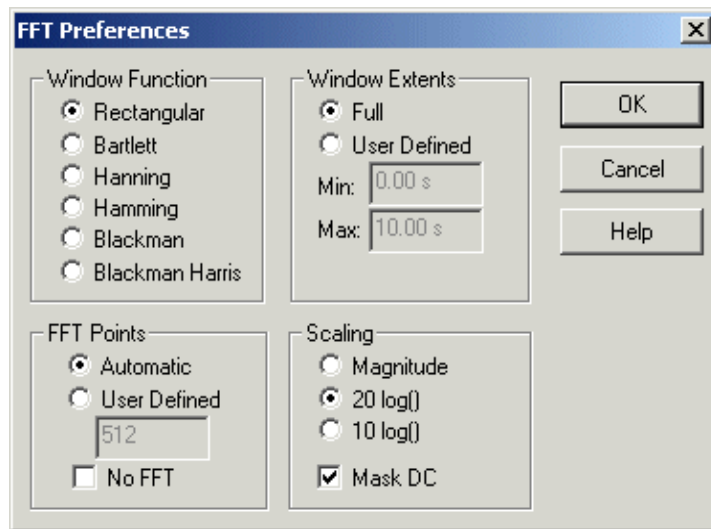 FFT Preferences
Window Function
Rectangular
Bartlett
Hanning
Hamming
Blackman
Blackman Harris
Window Extents
Full
User Defined
Min: 0.00 s
Max: 10.00 s
OK
Cancel
Help
FFT Points
Automatic
User Defined
512
No FFT
Scaling
Magnitude
20 log()
10 log()
Mask DC